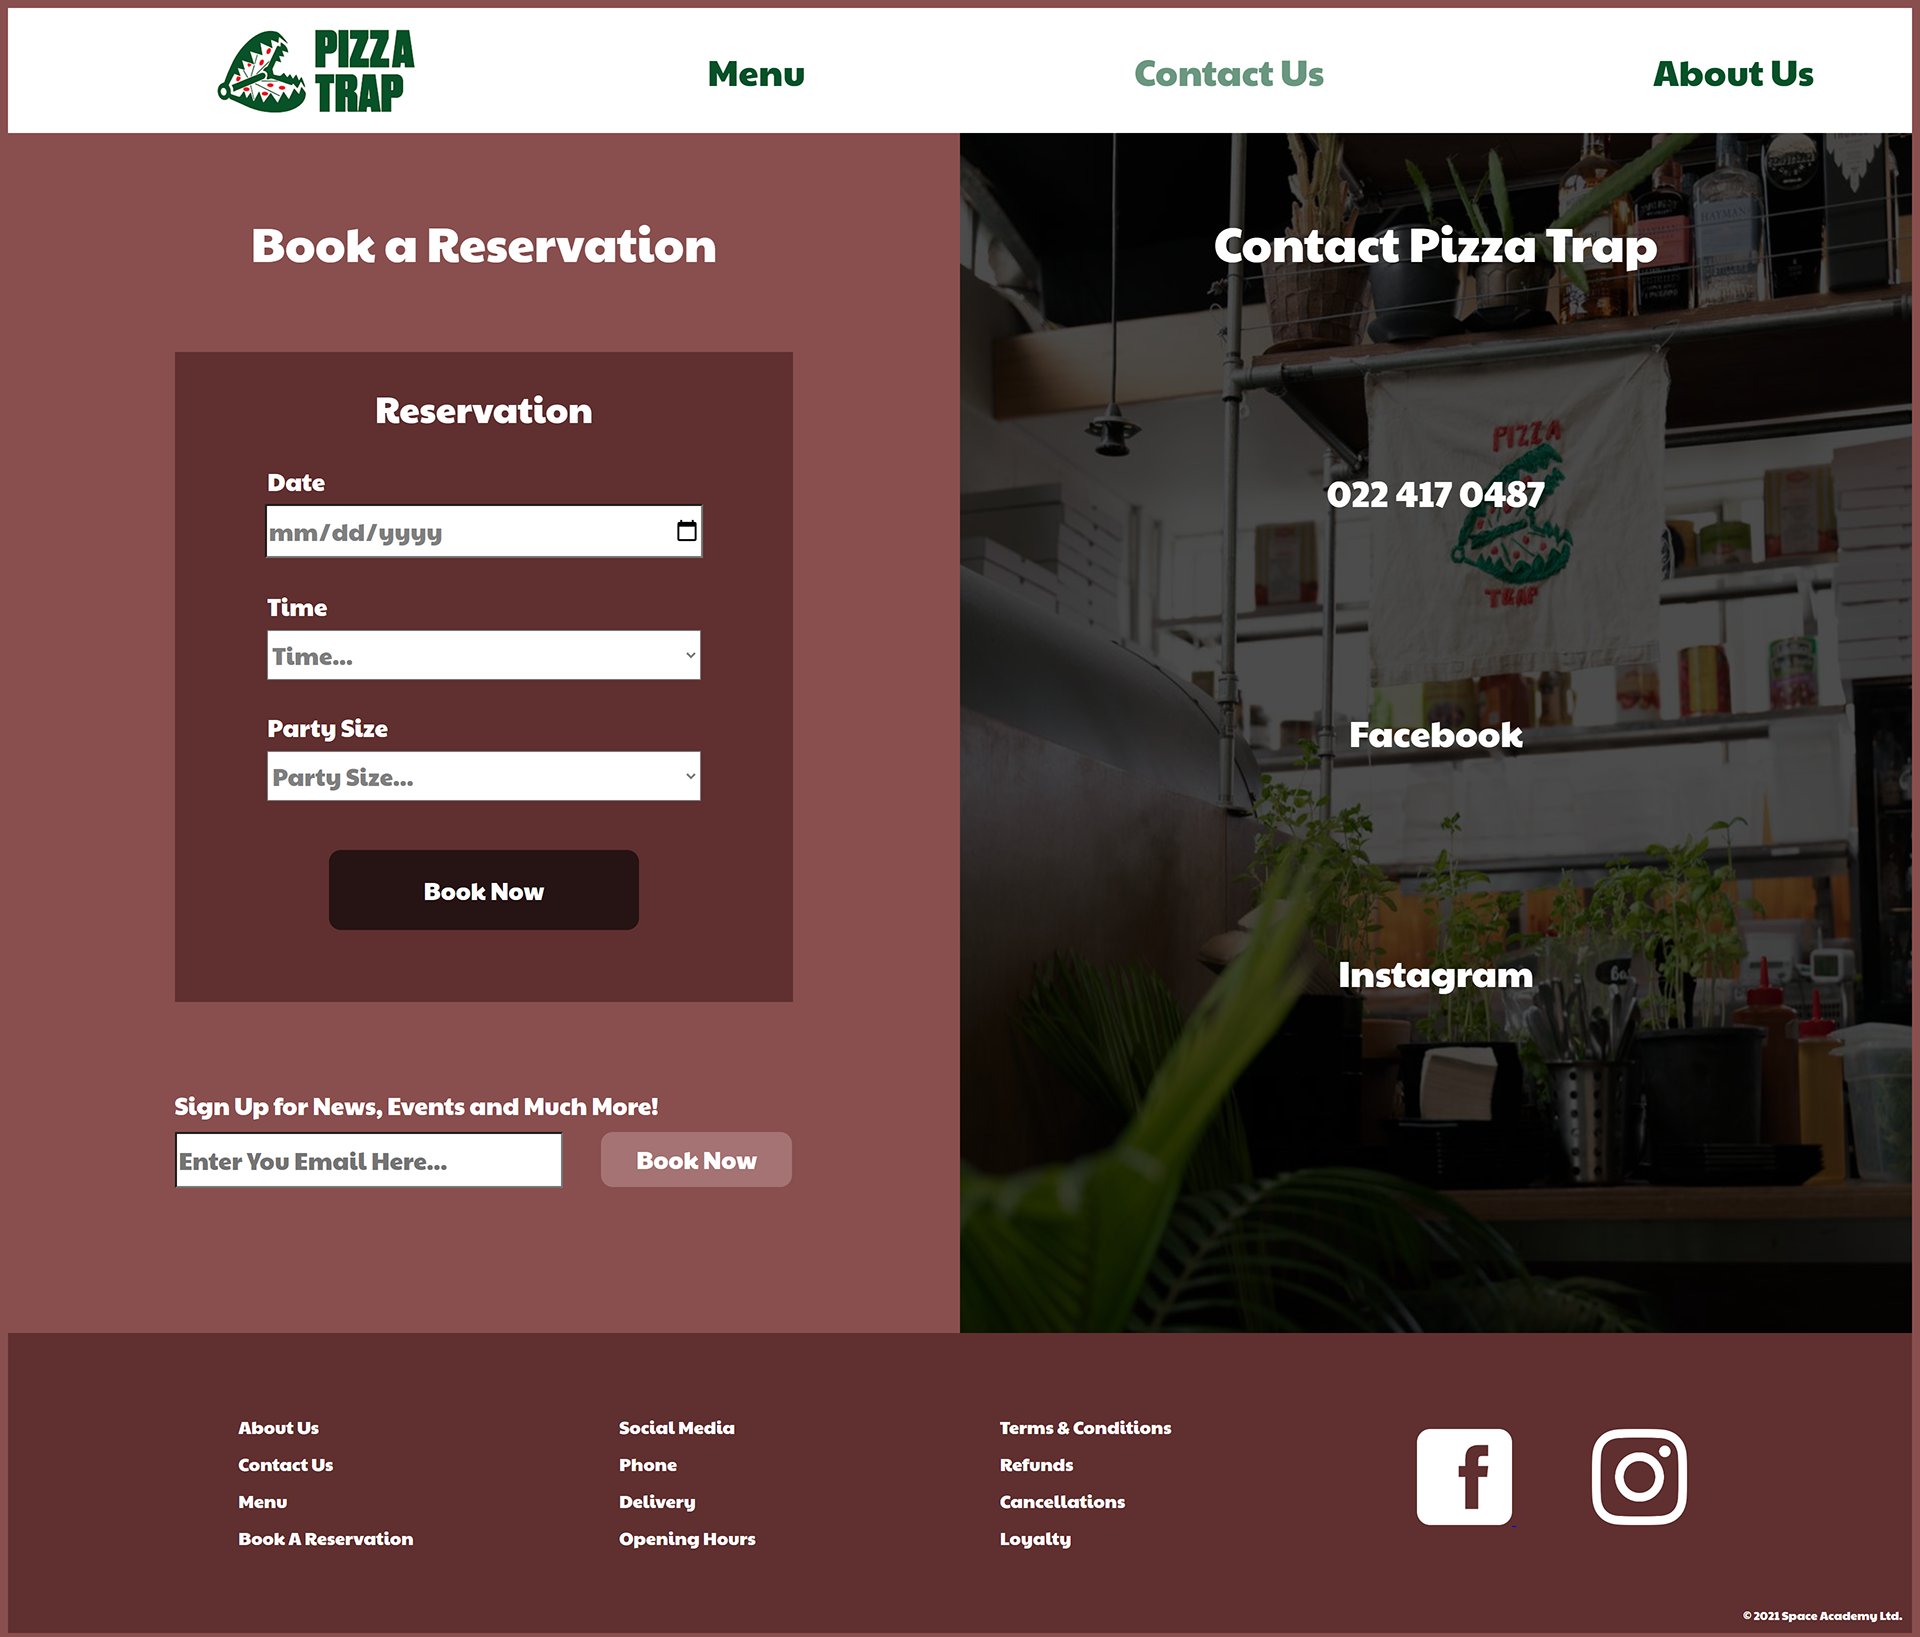 PIZZA
TRAP
Menu
Contact Us
About Us
Book a Reservation
Reservation
Date
mm/dd/yyyy
Time
Time...
Party Size
Party Size...
Book Now
Sign Up for News, Events and Much More!
Enter You Email Here...
Book Now
Contact Pizza Trap
HAYMAN'S
PIZZA
022 417 0487
TRAP
Facebook
Instagram
About Us
Contact Us
Menu
Book A Reservation
Social Media
Phone
Delivery
Opening Hours
Terms & Conditions
Refunds
Cancellations
Loyalty
© 2021 Space Academy Ltd.